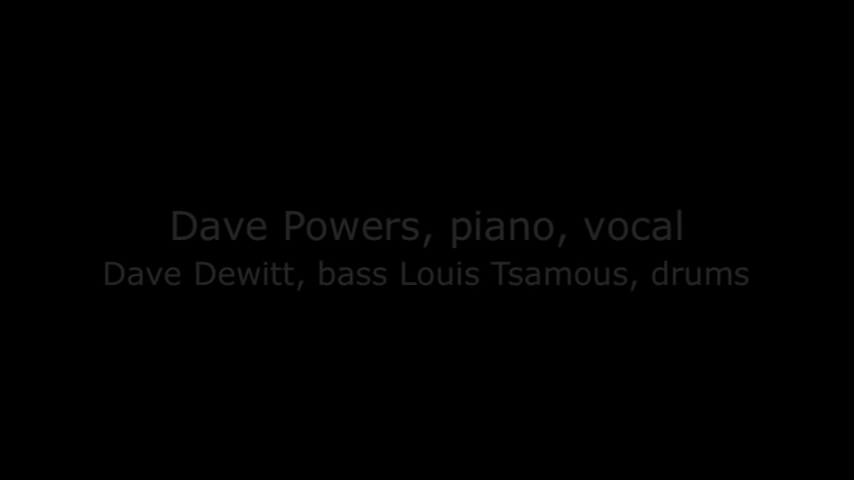 Dave Powers, piano, vocal
Dave Dewitt, bass Louis Tsamous, drums